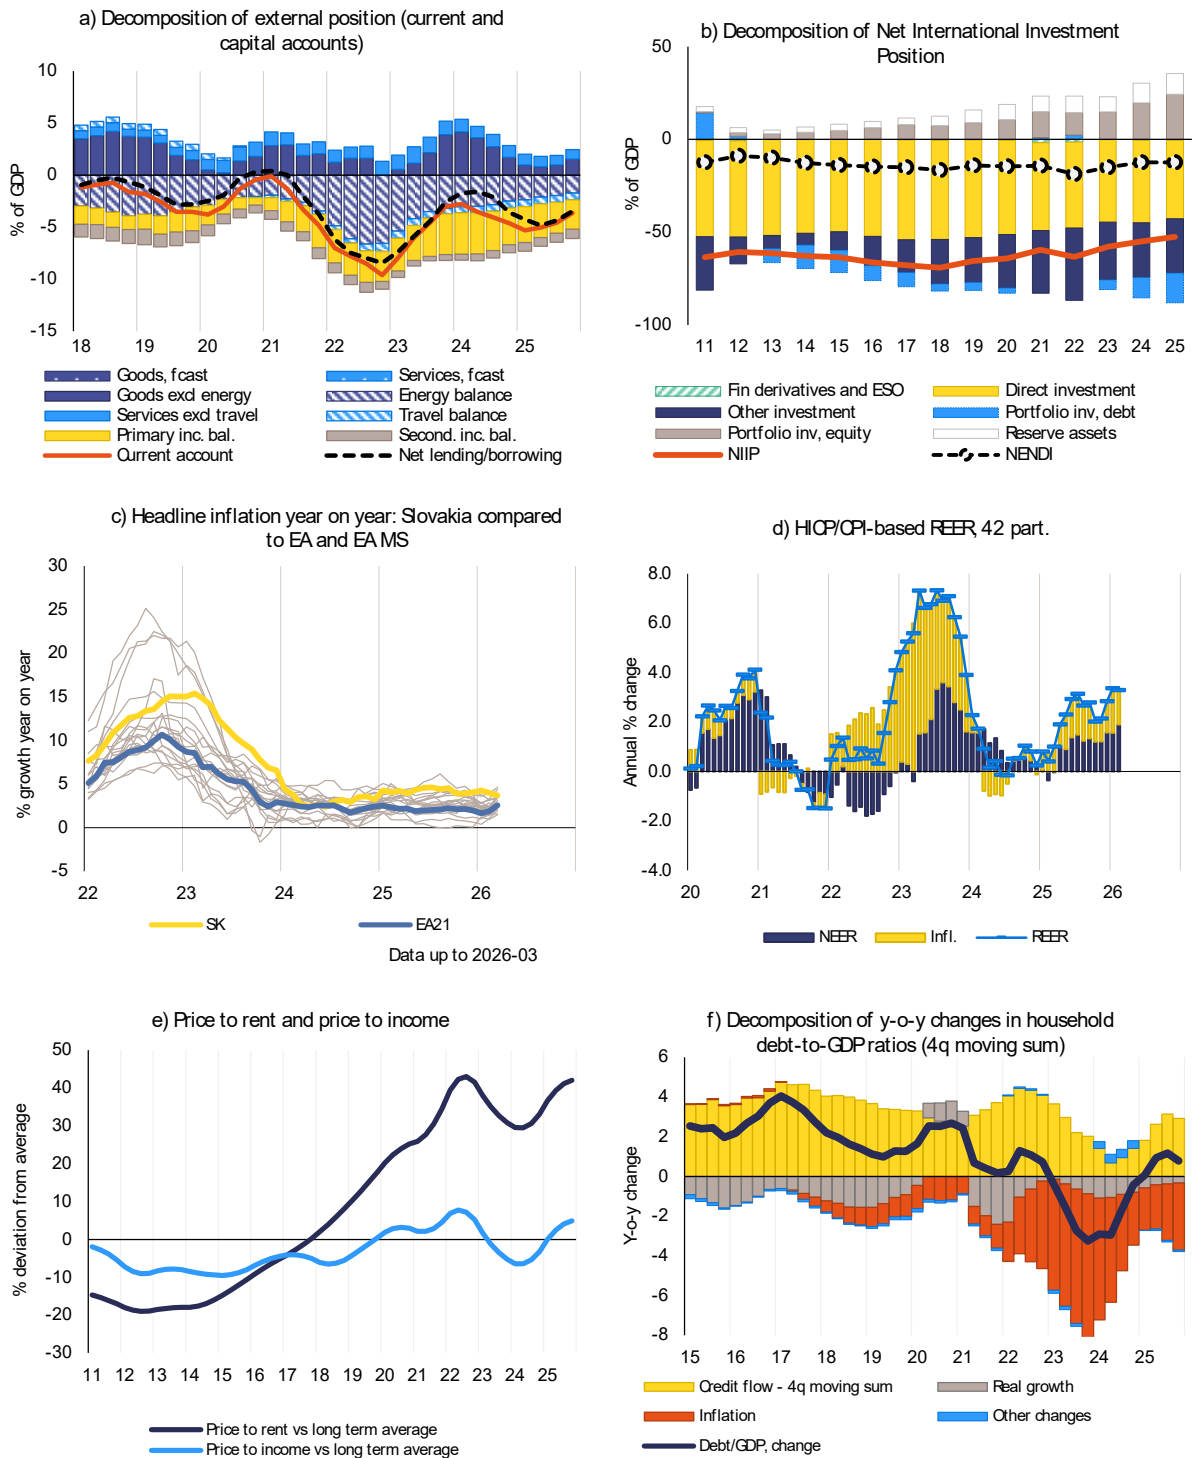 a) Decomposition of external position (current and
capital accounts)
% of GDP
10
5
0
-5
-10
-15
18 19 20 21 22 23 24 25
Goods, fcast
Services, fcast
Goods excl energy
Energy balance
Services excl travel
Travel balance
Primary inc. bal.
Second. inc. bal.
Current account
Net lending/borrowing
b) Decomposition of Net International Investment
Position
% of GDP
50
0
-50
-100
11 12 13 14 15 16 17 18 19 20 21 22 23 24 25
Fin derivatives and ESO
Direct investment
Other investment
Portfolio inv, debt
Portfolio inv, equity
Reserve assets
NIIP
NENDI
c) Headline inflation year on year: Slovakia compared
to EA and EA MS
% growth year on year
30
25
20
15
10
5
0
-5
22 23 24 25 26
SK
EA21
Data up to 2026-03
d) HICP/CPI-based REER, 42 part.
Annual % change
8.0
6.0
4.0
2.0
0.0
-2.0
-4.0
20 21 22 23 24 25 26
NEER
Infl.
REER
e) Price to rent and price to income
% deviation from average
50
40
30
20
10
0
-10
-20
-30
11 12 13 14 15 16 17 18 19 20 21 22 23 24 25
Price to rent vs long term average
Price to income vs long term average
f) Decomposition of y-o-y changes in household
debt-to-GDP ratios (4q moving sum)
Y-o-y change
6
4
2
0
-2
-4
-6
-8
15 16 17 18 19 20 21 22 23 24 25
Credit flow - 4q moving sum
Real growth
Inflation
Other changes
Debt/GDP, change